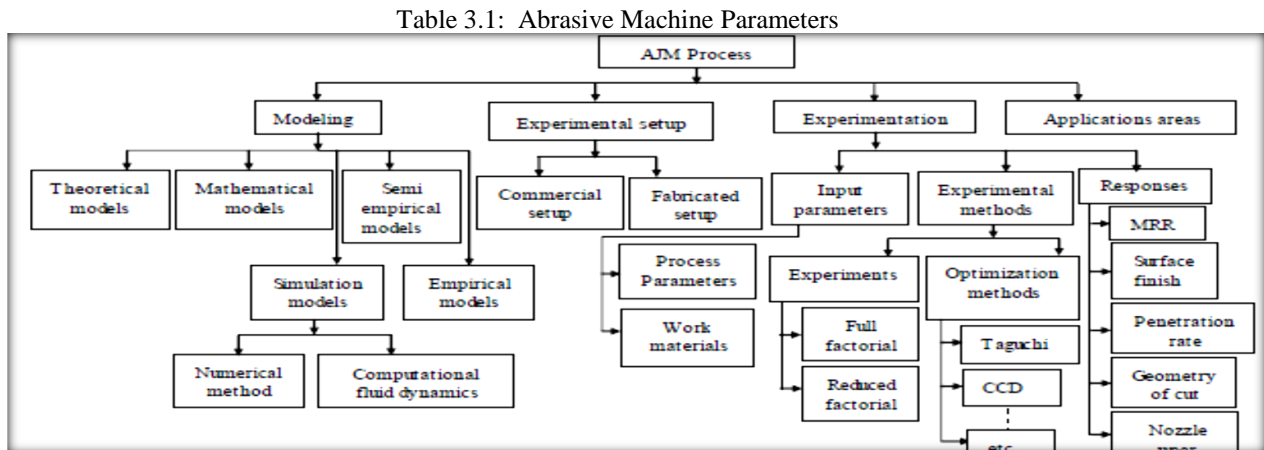 Table 3.1: Abrasive Machine Parameters
AJM Process
Modeling
Experimental setup
Experimentation
Applications areas
Theoretical
models
Mathematical
models
Semi
empirical
models
Commercial
setup
Fabricated
setup
Input
parameters
Experimental
methods
Responses
MRR
Process
Parameters
Experiments
Optimization
methods
Surface
finish
Simulation
models
Empirical
models
Work
materials
Full
factorial
Taguchi
Penetration
rate
Numerical
method
Computational
fluid dynamics
Reduced
factorial
CCD
Geometry
of cut
etc
Nozzle